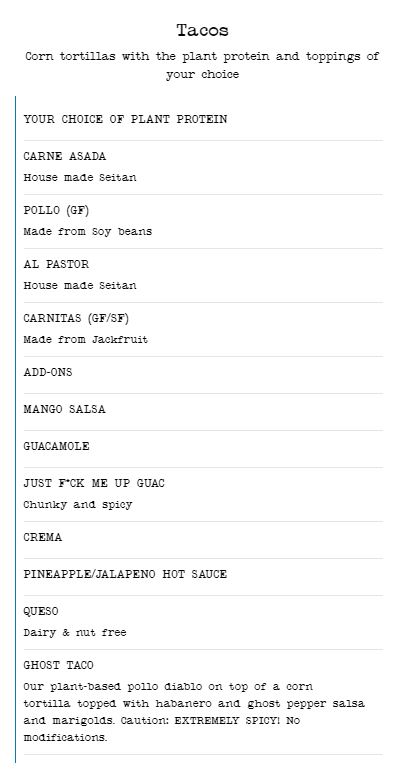 Tacos
Corn tortillas with the plant protein and toppings of
your choice
YOUR CHOICE OF PLANT PROTEIN
CARNE ASADA
House made Seitan
POLLO (GF)
Made from Soy beans
AL PASTOR
House made Seitan
CARNITAS (GF/SF)
Made from Jackfruit
ADD-ONS
MANGO SALSA
GUACAMOLE
JUST F*CK ME UP GUAC
Chunky and spicy
CREMA
PINEAPPLE/JALAPENO HOT SAUCE
QUESO
Dairy & nut free
GHOST TACO
Our plant-based pollo diablo on top of a corn
tortilla topped with habanero and ghost pepper salsa
and marigolds. Caution: EXTREMELY SPICY! No
modifications.